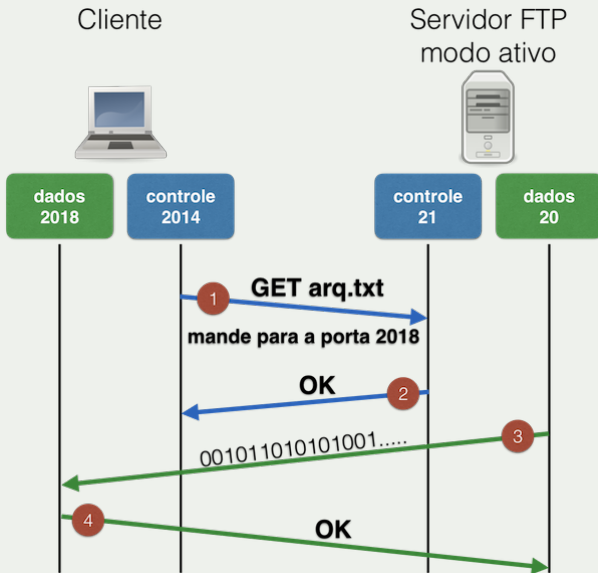 Cliente
Servidor FTP
modo ativo
dados
2018
controle
2014
controle
21
dados
20
1
GET arq.txt
mande para a porta 2018
OK
2
3
001011010101001.....
4
OK